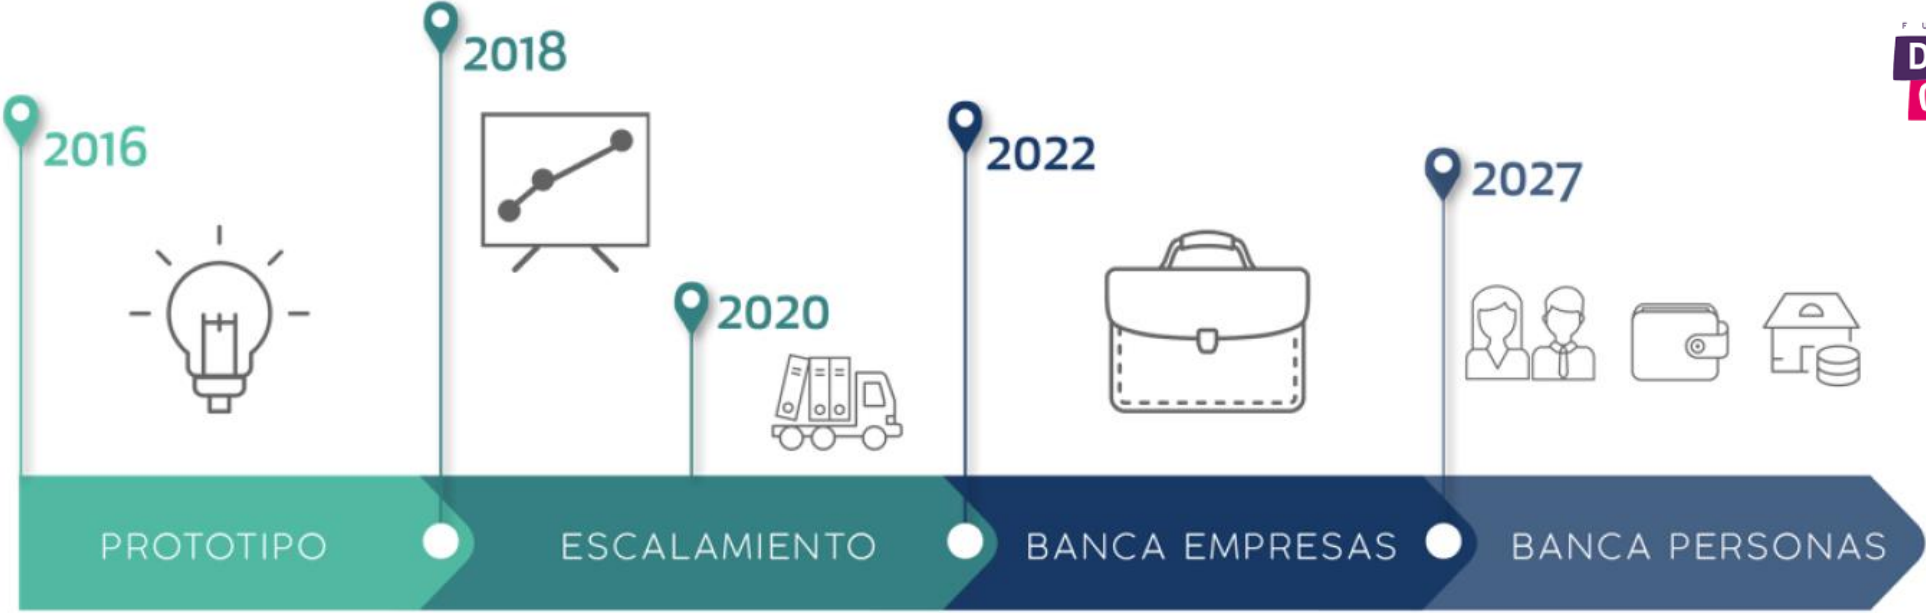 2016
2018
2020
2022
2027
PROTOTIPO
ESCALAMIENTO
BANCA EMPRESAS
BANCA PERSONAS